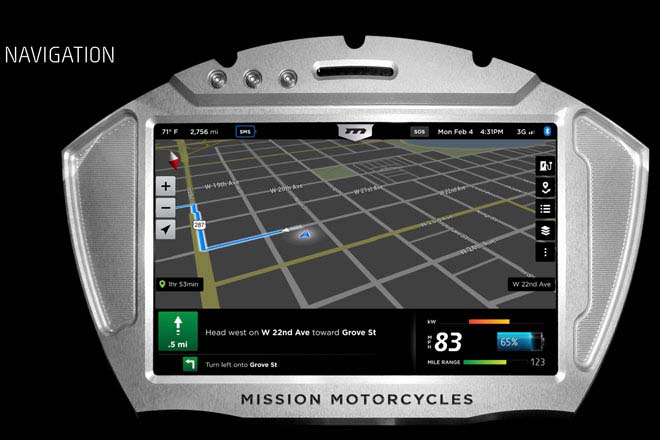 NAVIGATION
71° F 2,756 mi SMS SOS Mon Feb 4 4:31PM 3G
W 19th Ave
W 20th Ave
W 21st Ave
W 22nd Ave
287
1hr 53min
W 22nd Ave
.5 mi
Head west on W 22nd Ave toward Grove St
Turn left onto Grove St
kW
MPH 83
65%
MILE RANGE 123
MISSION MOTORCYCLES